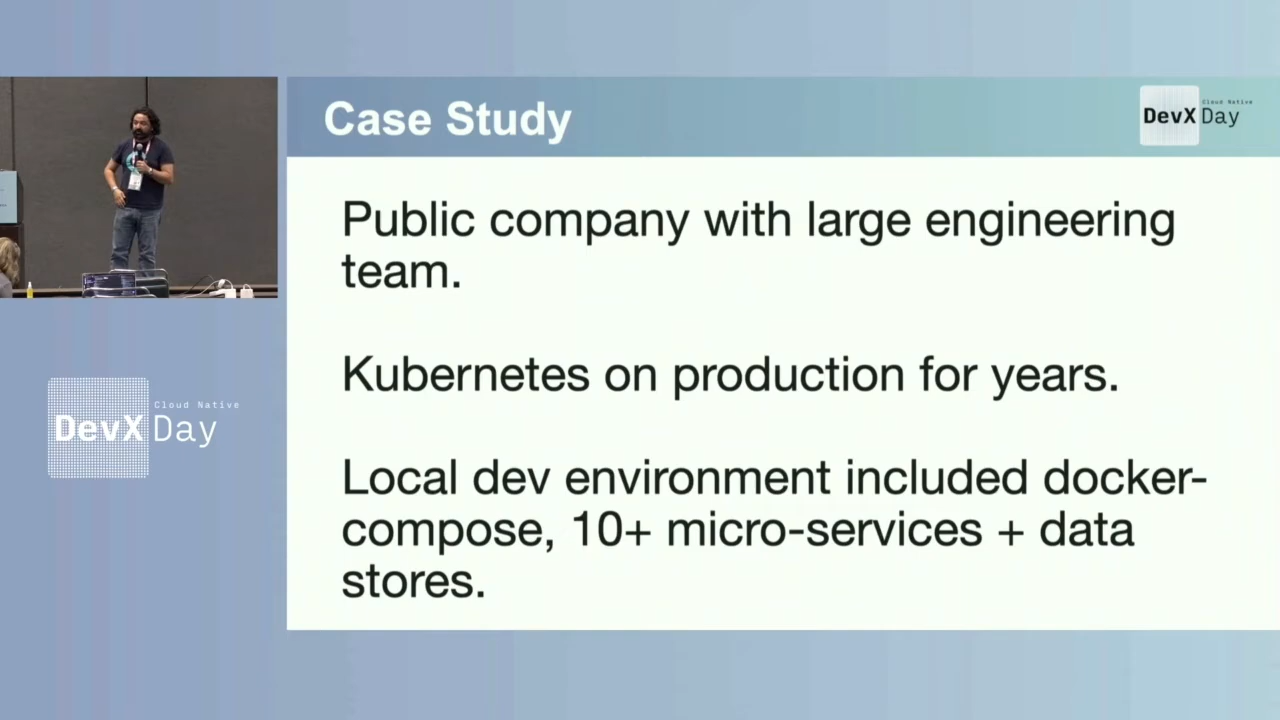 Case Study
Cloud Native
DevX Day
Public company with large engineering
team.
Kubernetes on production for years.
Local dev environment included docker-
compose, 10+ micro-services + data
stores.
Cloud Native
DevX Day